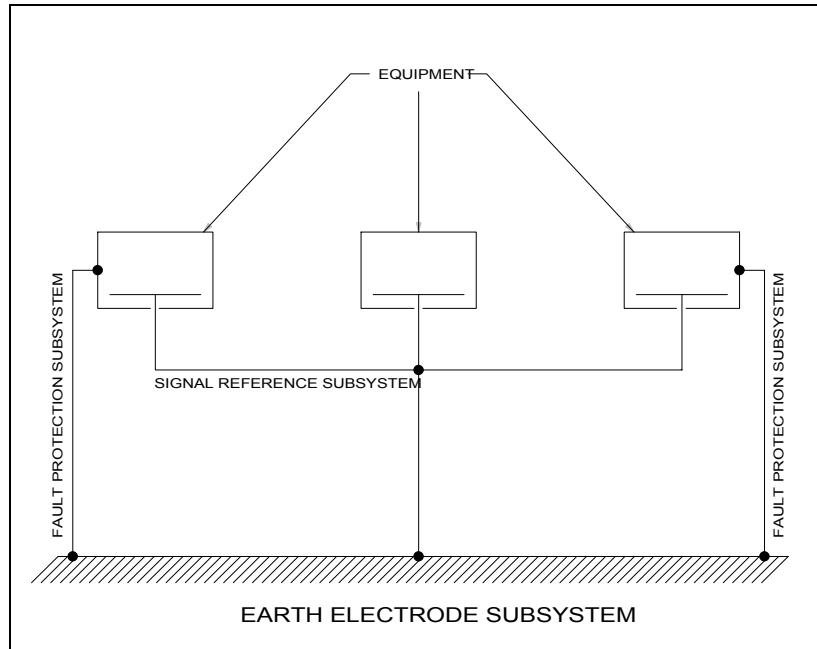 EQUIPMENT
FAULT PROTECTION SUBSYSTEM
SIGNAL REFERENCE SUBSYSTEM
FAULT PROTECTION SUBSYSTEM
EARTH ELECTRODE SUBSYSTEM